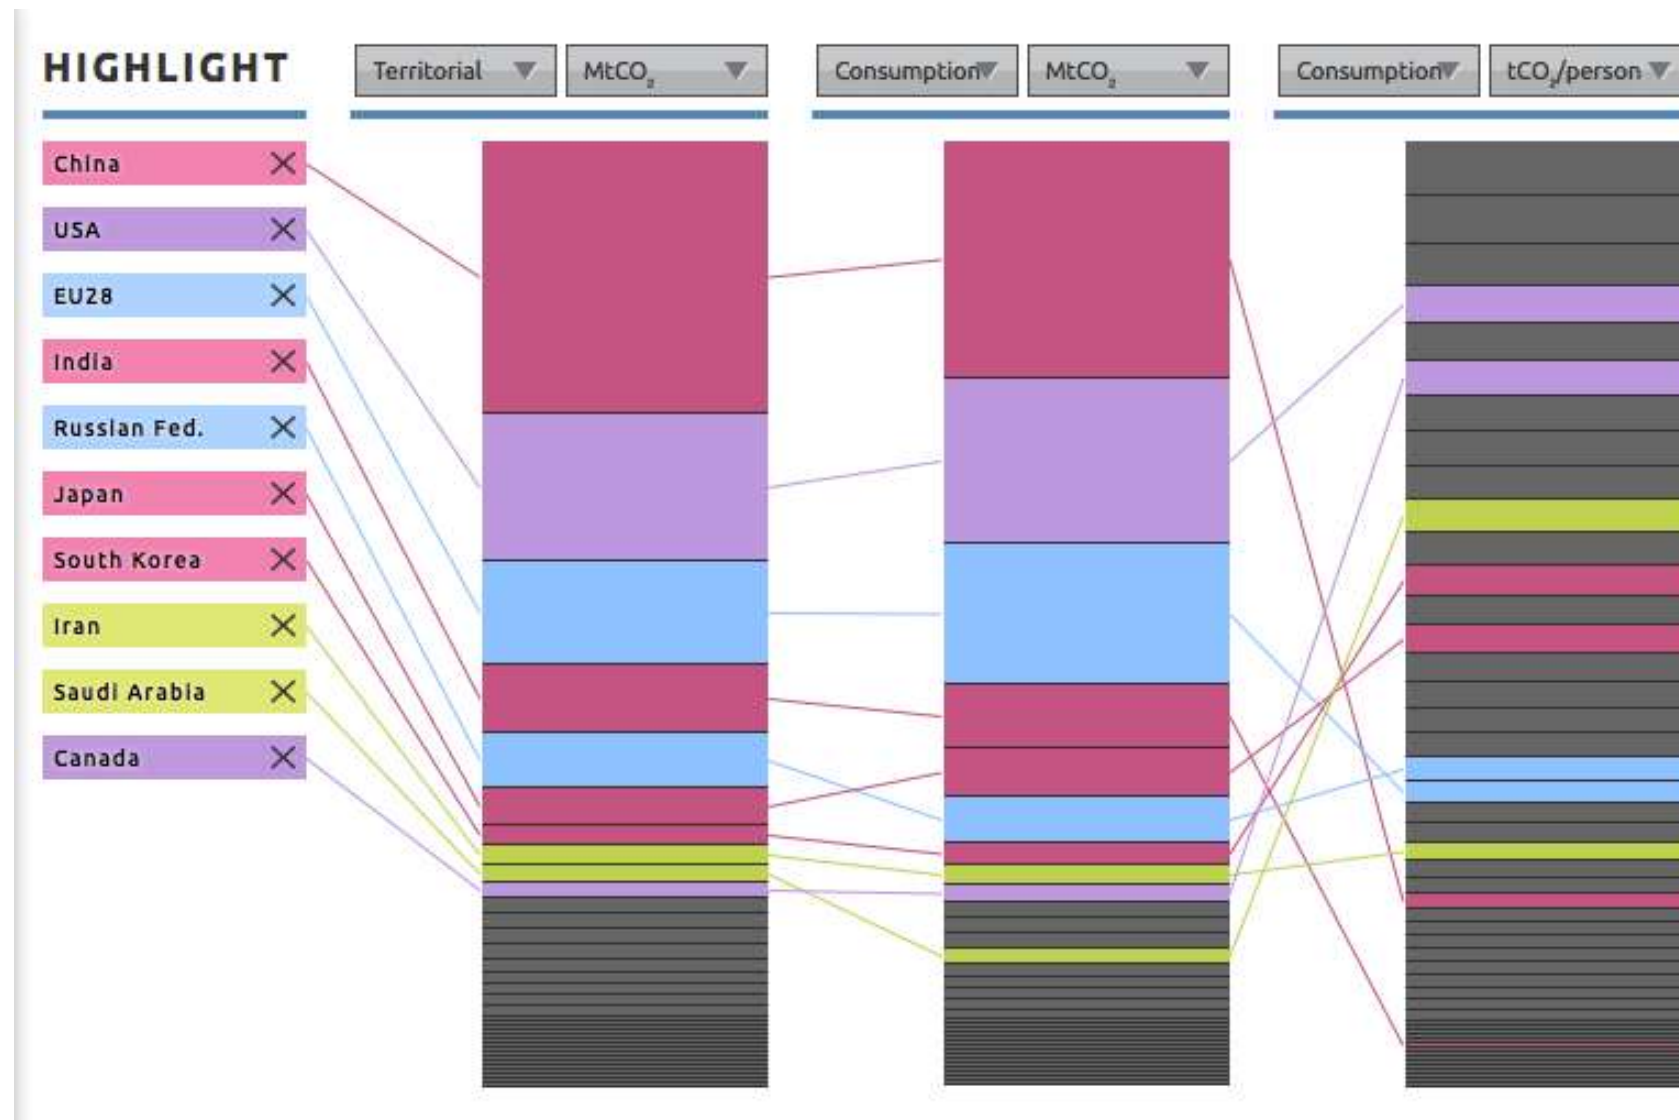 HIGHLIGHT
Territorial MtCO₂ Consumption MtCO₂ Consumption tCO₂/person
China
USA
EU28
India
Russian Fed.
Japan
South Korea
Iran
Saudi Arabia
Canada